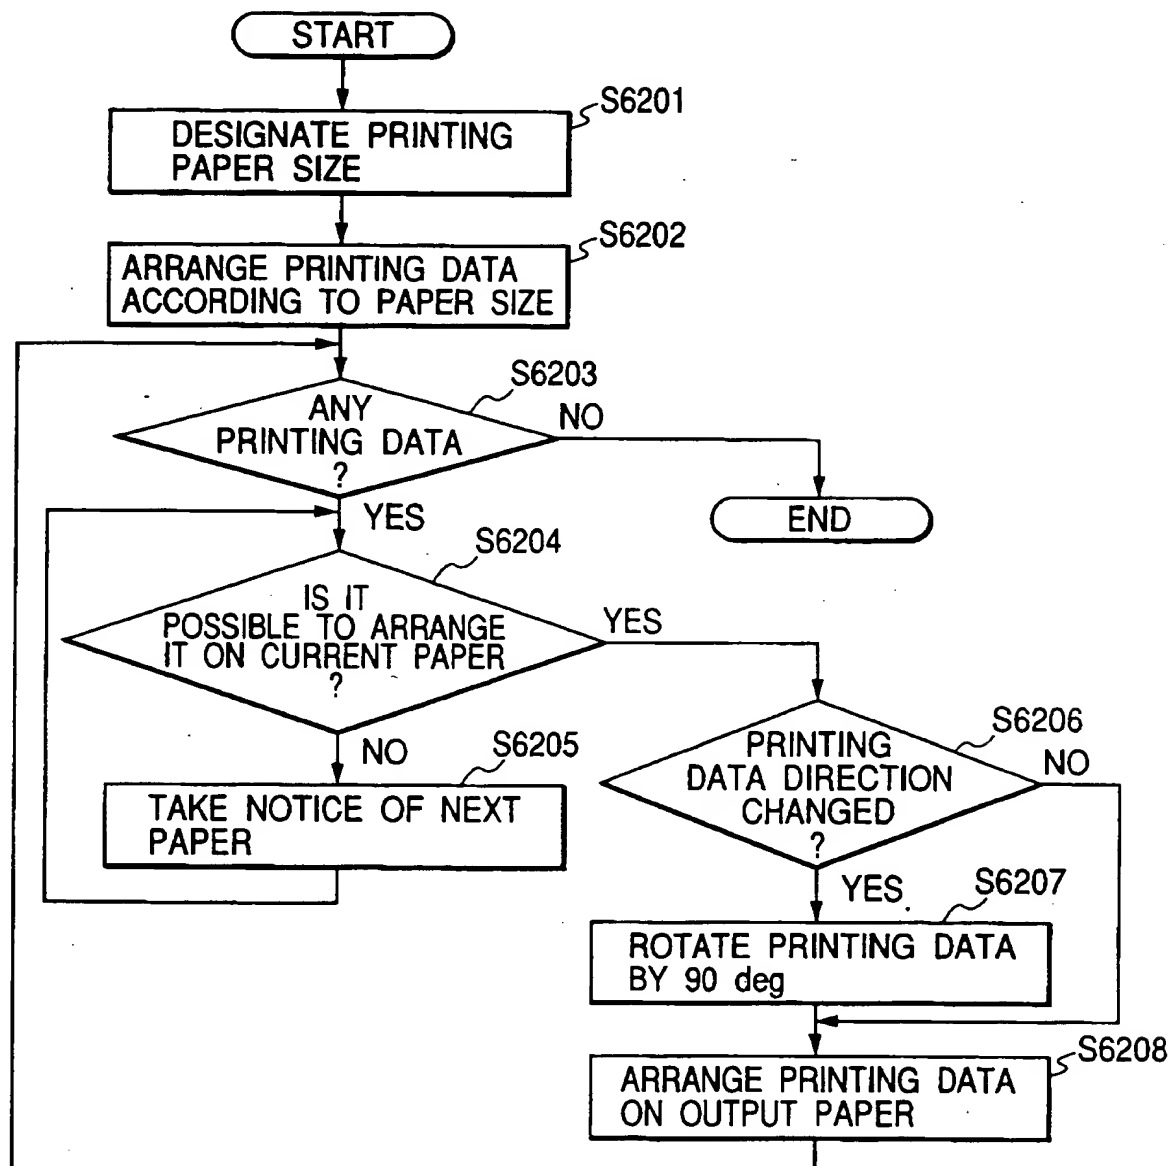 START
S6201
DESIGNATE PRINTING
PAPER SIZE
S6202
ARRANGE PRINTING DATA
ACCORDING TO PAPER SIZE
S6203
ANY
PRINTING DATA
?
NO
YES
END
S6204
IS IT
POSSIBLE TO ARRANGE
IT ON CURRENT PAPER
?
YES
NO
S6205
TAKE NOTICE OF NEXT
PAPER
S6206
PRINTING
DATA DIRECTION
CHANGED
?
NO
YES
S6207
ROTATE PRINTING DATA
BY 90 deg
S6208
ARRANGE PRINTING DATA
ON OUTPUT PAPER